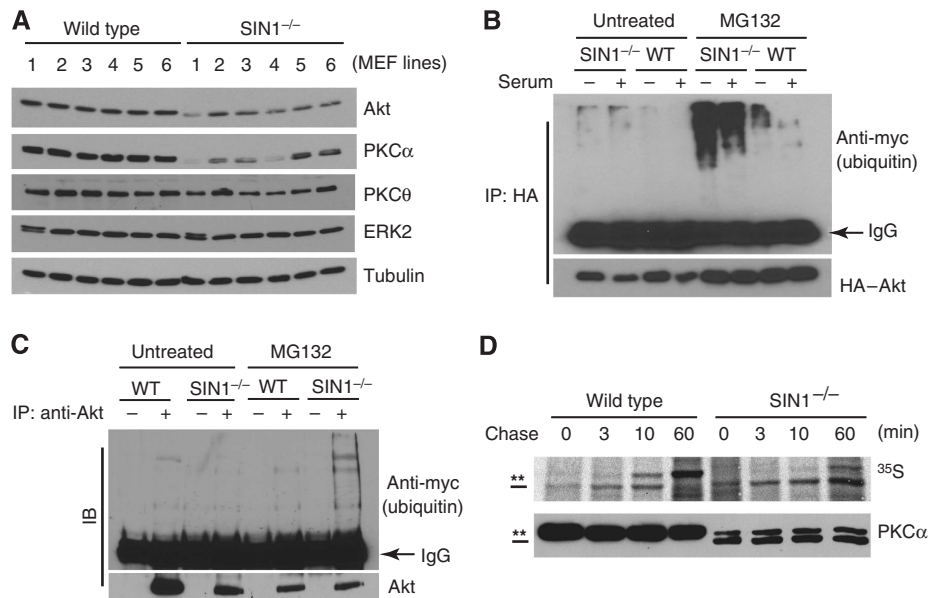 A
Wild type SIN1–/–
1 2 3 4 5 6 1 2 3 4 5 6 (MEF lines)
Akt
PKCα
PKCθ
ERK2
Tubulin
B
Untreated MG132
SIN1–/– WT SIN1–/– WT
Serum – + – + – + – +
IP: HA
Anti-myc
(ubiquitin)
IgG
HA–Akt
C
Untreated MG132
WT SIN1–/– WT SIN1–/–
IP: anti-Akt – + – + – + – +
IB
Anti-myc
(ubiquitin)
IgG
Akt
D
Wild type SIN1–/–
Chase 0 3 10 60 0 3 10 60 (min)
** 35S
** PKCα